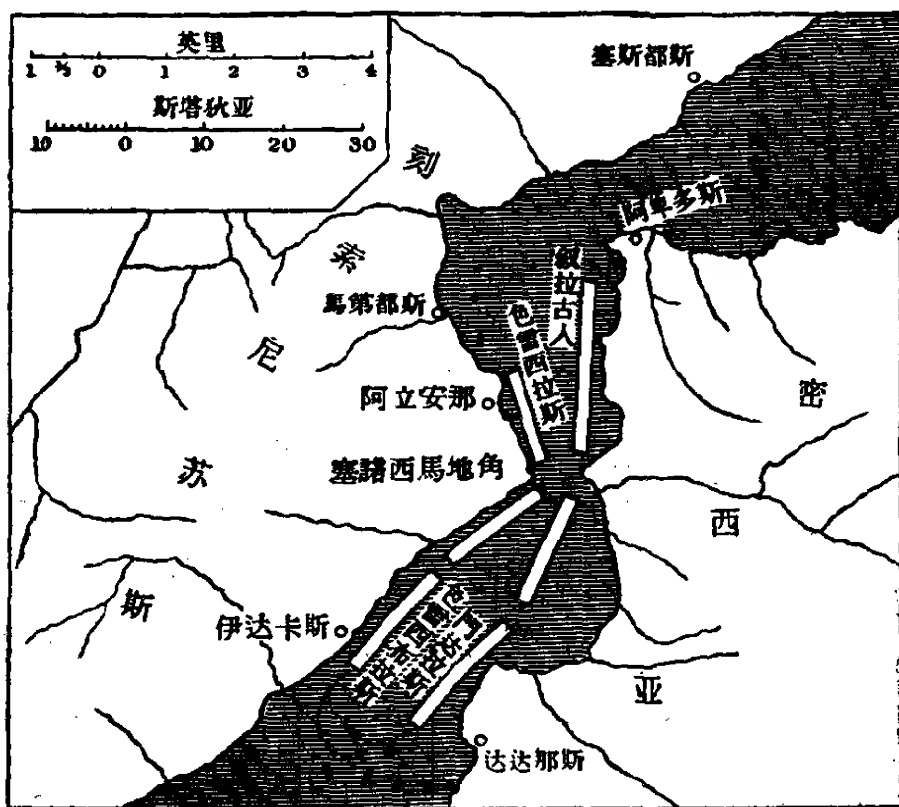 英里
1 ½ 0 1 2 3 4
斯塔狄亚
10 0 10 20 30
塞斯都斯
刻索尼苏斯
阿卑多斯
叙拉古人
馬第都斯
色雷西拉斯
阿立安那
塞諾西馬地角
密西亚
伊达卡斯
达达那斯